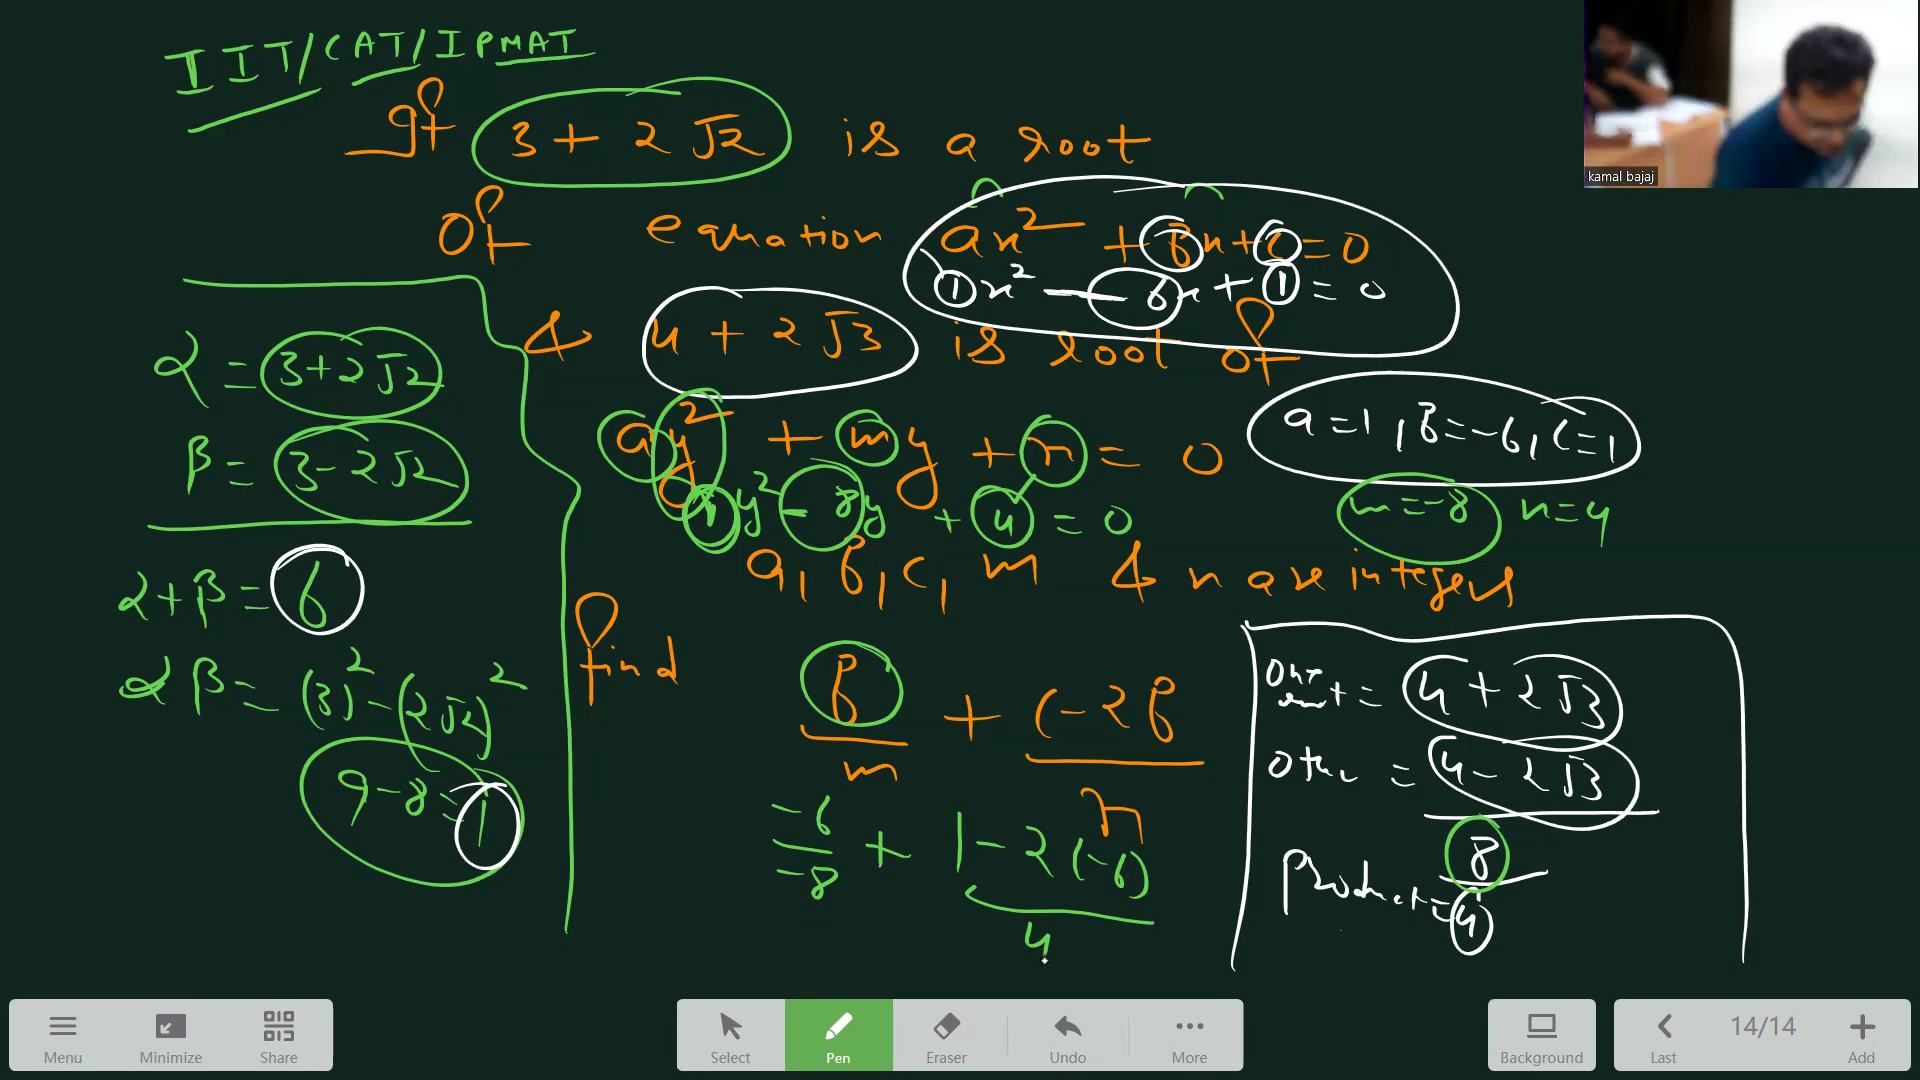 IIT/CAT/IPMAT
If 3 + 2√2 is a root
of equation ax² + bx + c = 0
1x² - 6x + 1 = 0
& 4 + 2√3 is root of
ay² + my + n = 0
1y² - 8y + 4 = 0
a, b, c, m & n are integers
find b/m + (c - 2b)/n
-6/-8 + (1 - 2(-6))/4
α = 3+2√2
β = 3-2√2
α+β = 6
αβ = (3)² - (2√2)²
9-8 = 1
a=1, b=-6, c=1
m=-8 n=4
root = 4 + 2√3
other = 4 - 2√3
8
Product = 4
kamal bajaj
Menu
Minimize
Share
Select
Pen
Eraser
Undo
More
Background
Last
14/14
Add